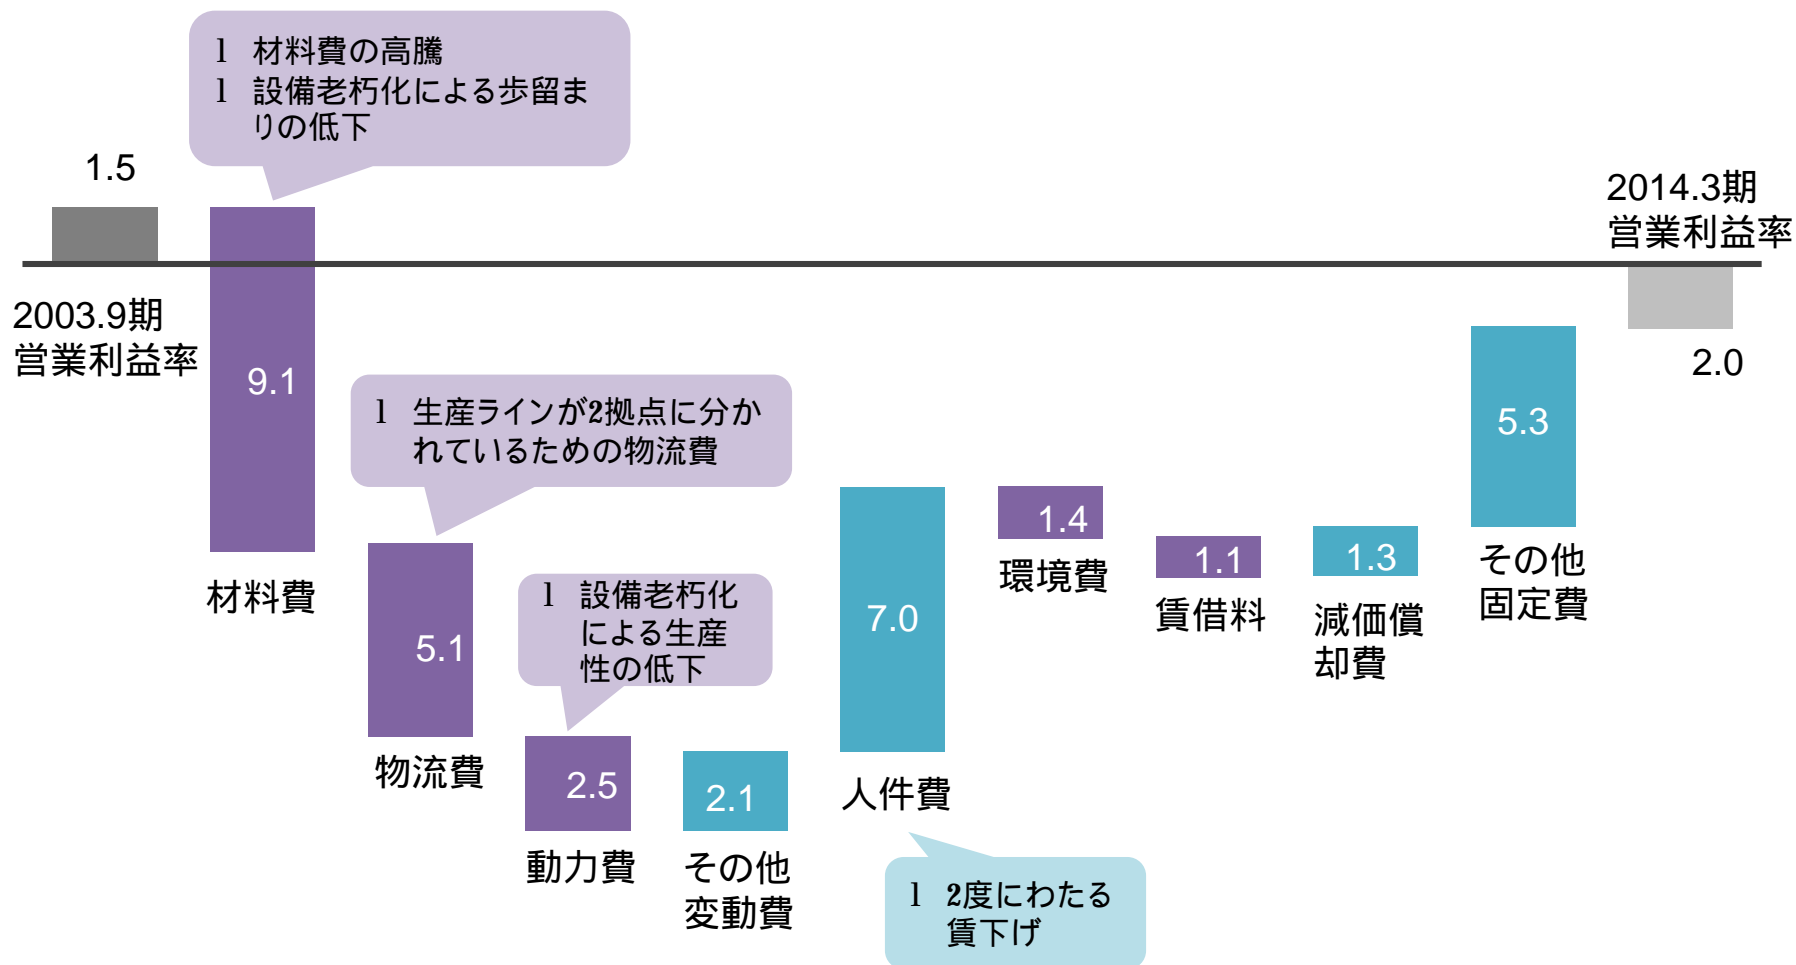 l 材料費の高騰
l 設備老朽化による歩留ま
りの低下
1.5
2014.3期
営業利益率
2003.9期
営業利益率
9.1
2.0
l 生産ラインが2拠点に分か
れているための物流費
5.3
1.4
1.1
1.3
その他
固定費
環境費
材料費
l 設備老朽化
による生産
性の低下
賃借料
減価償
却費
5.1
7.0
物流費
2.5
2.1
人件費
動力費
その他
変動費
l 2度にわたる
賃下げ